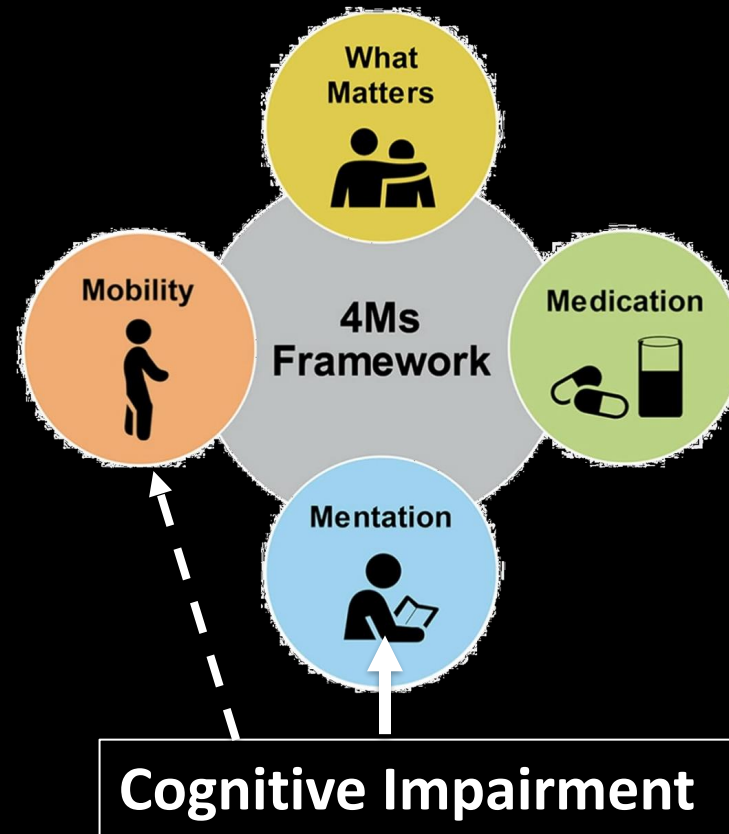 What
Matters
Mobility
4Ms
Framework
Medication
Mentation
Cognitive Impairment